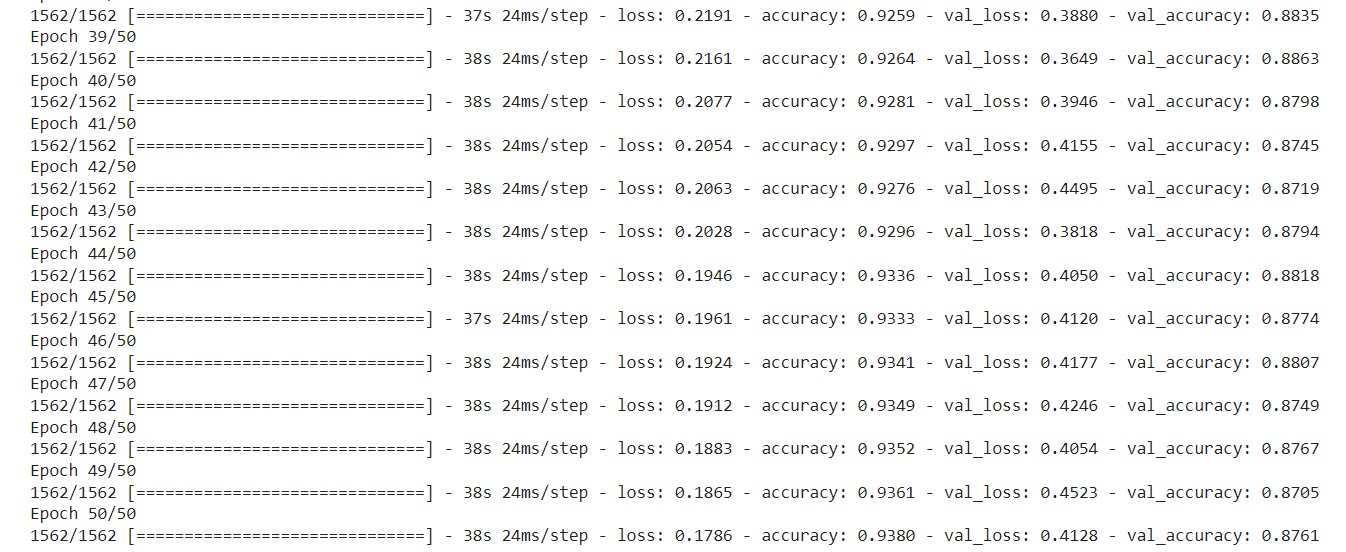 1562/1562 [==============================] - 37s 24ms/step - loss: 0.2191 - accuracy: 0.9259 - val_loss: 0.3880 - val_accuracy: 0.8835
Epoch 39/50
1562/1562 [==============================] - 38s 24ms/step - loss: 0.2161 - accuracy: 0.9264 - val_loss: 0.3649 - val_accuracy: 0.8863
Epoch 40/50
1562/1562 [==============================] - 38s 24ms/step - loss: 0.2077 - accuracy: 0.9281 - val_loss: 0.3946 - val_accuracy: 0.8798
Epoch 41/50
1562/1562 [==============================] - 38s 24ms/step - loss: 0.2054 - accuracy: 0.9297 - val_loss: 0.4155 - val_accuracy: 0.8745
Epoch 42/50
1562/1562 [==============================] - 38s 24ms/step - loss: 0.2063 - accuracy: 0.9276 - val_loss: 0.4495 - val_accuracy: 0.8719
Epoch 43/50
1562/1562 [==============================] - 38s 24ms/step - loss: 0.2028 - accuracy: 0.9296 - val_loss: 0.3818 - val_accuracy: 0.8794
Epoch 44/50
1562/1562 [==============================] - 38s 24ms/step - loss: 0.1946 - accuracy: 0.9336 - val_loss: 0.4050 - val_accuracy: 0.8818
Epoch 45/50
1562/1562 [==============================] - 37s 24ms/step - loss: 0.1961 - accuracy: 0.9333 - val_loss: 0.4120 - val_accuracy: 0.8774
Epoch 46/50
1562/1562 [==============================] - 38s 24ms/step - loss: 0.1924 - accuracy: 0.9341 - val_loss: 0.4177 - val_accuracy: 0.8807
Epoch 47/50
1562/1562 [==============================] - 38s 24ms/step - loss: 0.1912 - accuracy: 0.9349 - val_loss: 0.4246 - val_accuracy: 0.8749
Epoch 48/50
1562/1562 [==============================] - 38s 24ms/step - loss: 0.1883 - accuracy: 0.9352 - val_loss: 0.4054 - val_accuracy: 0.8767
Epoch 49/50
1562/1562 [==============================] - 38s 24ms/step - loss: 0.1865 - accuracy: 0.9361 - val_loss: 0.4523 - val_accuracy: 0.8705
Epoch 50/50
1562/1562 [==============================] - 38s 24ms/step - loss: 0.1786 - accuracy: 0.9380 - val_loss: 0.4128 - val_accuracy: 0.8761